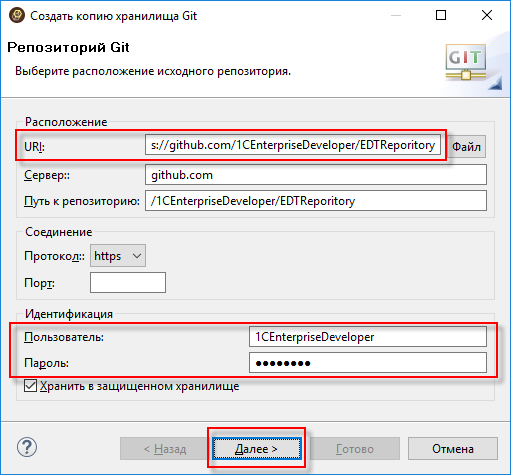 Создать копию хранилища Git
Репозиторий Git
Выберите расположение исходного репозитория.
GIT
Расположение
URI: s://github.com/1CEnterpriseDeveloper/EDTReporitory Файл
Сервер:: github.com
Путь к репозиторию: /1CEnterpriseDeveloper/EDTReporitory
Соединение
Протокол:: https
Порт:
Идентификация
Пользователь: 1CEnterpriseDeveloper
Пароль: ●●●●●●●●
Хранить в защищенном хранилище
? < Назад Далее > Готово Отмена